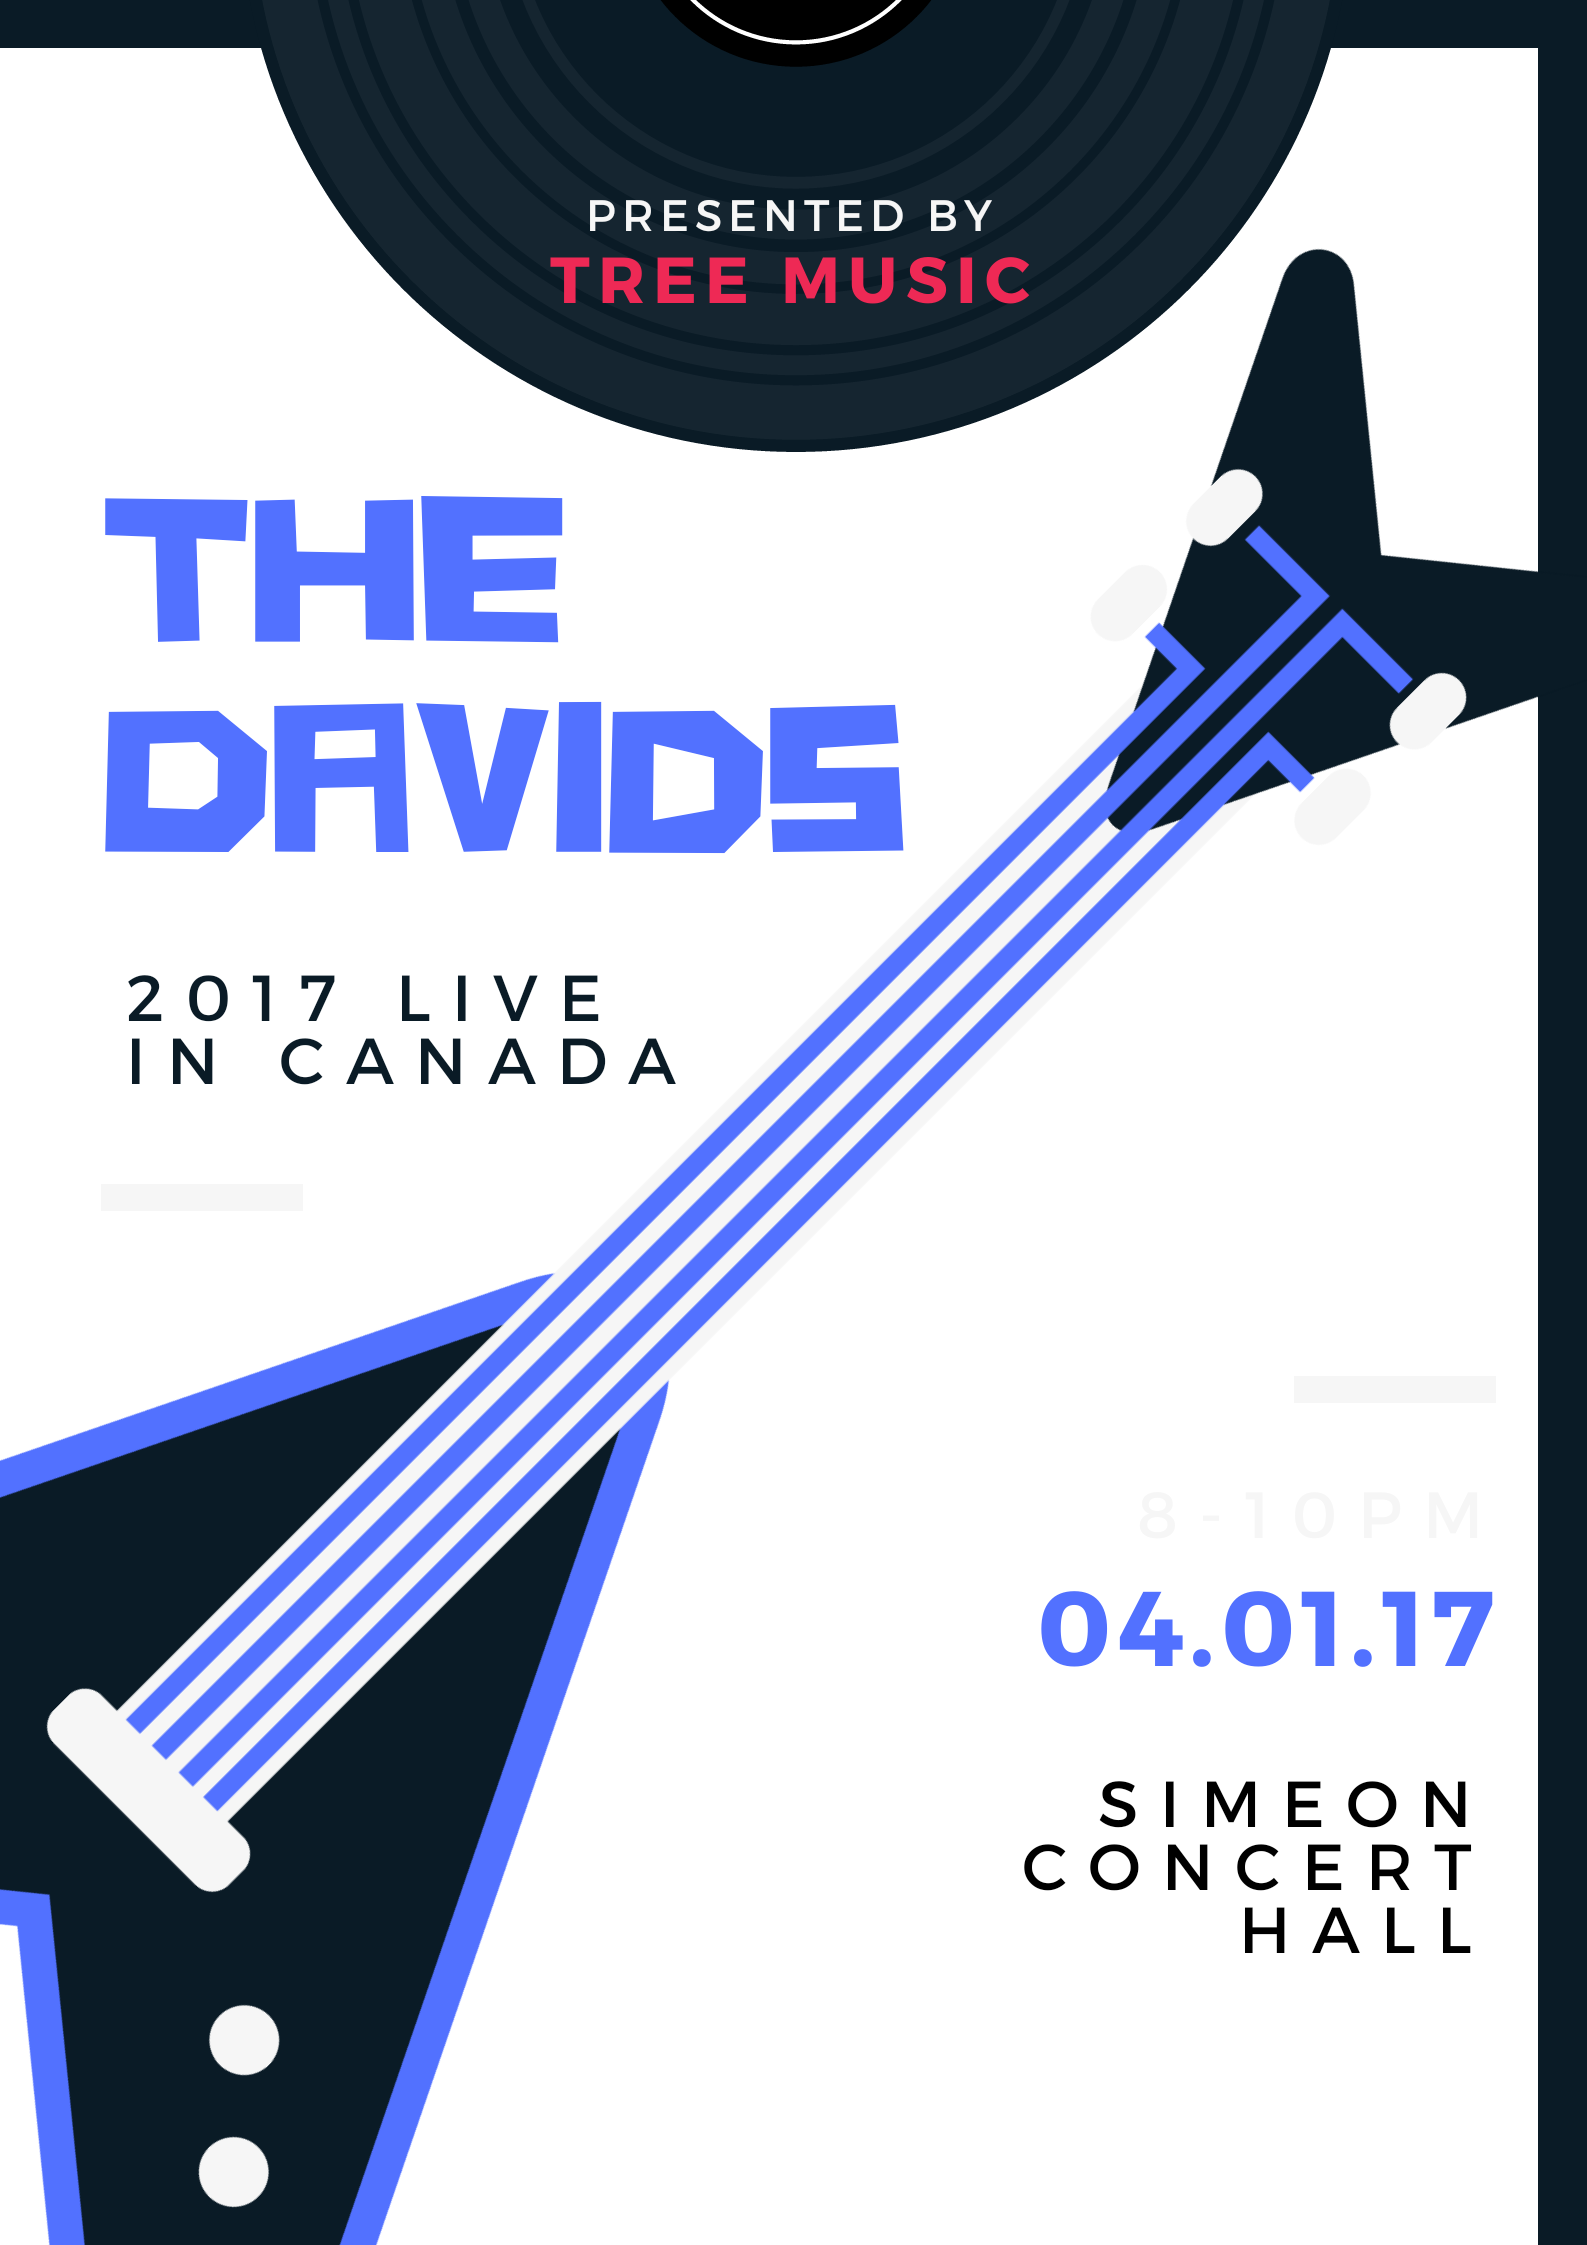 PRESENTED BY
TREE MUSIC
THE
DAVIDS
2017 LIVE
IN CANADA
8-10PM
04.01.17
SIMEON
CONCERT
HALL